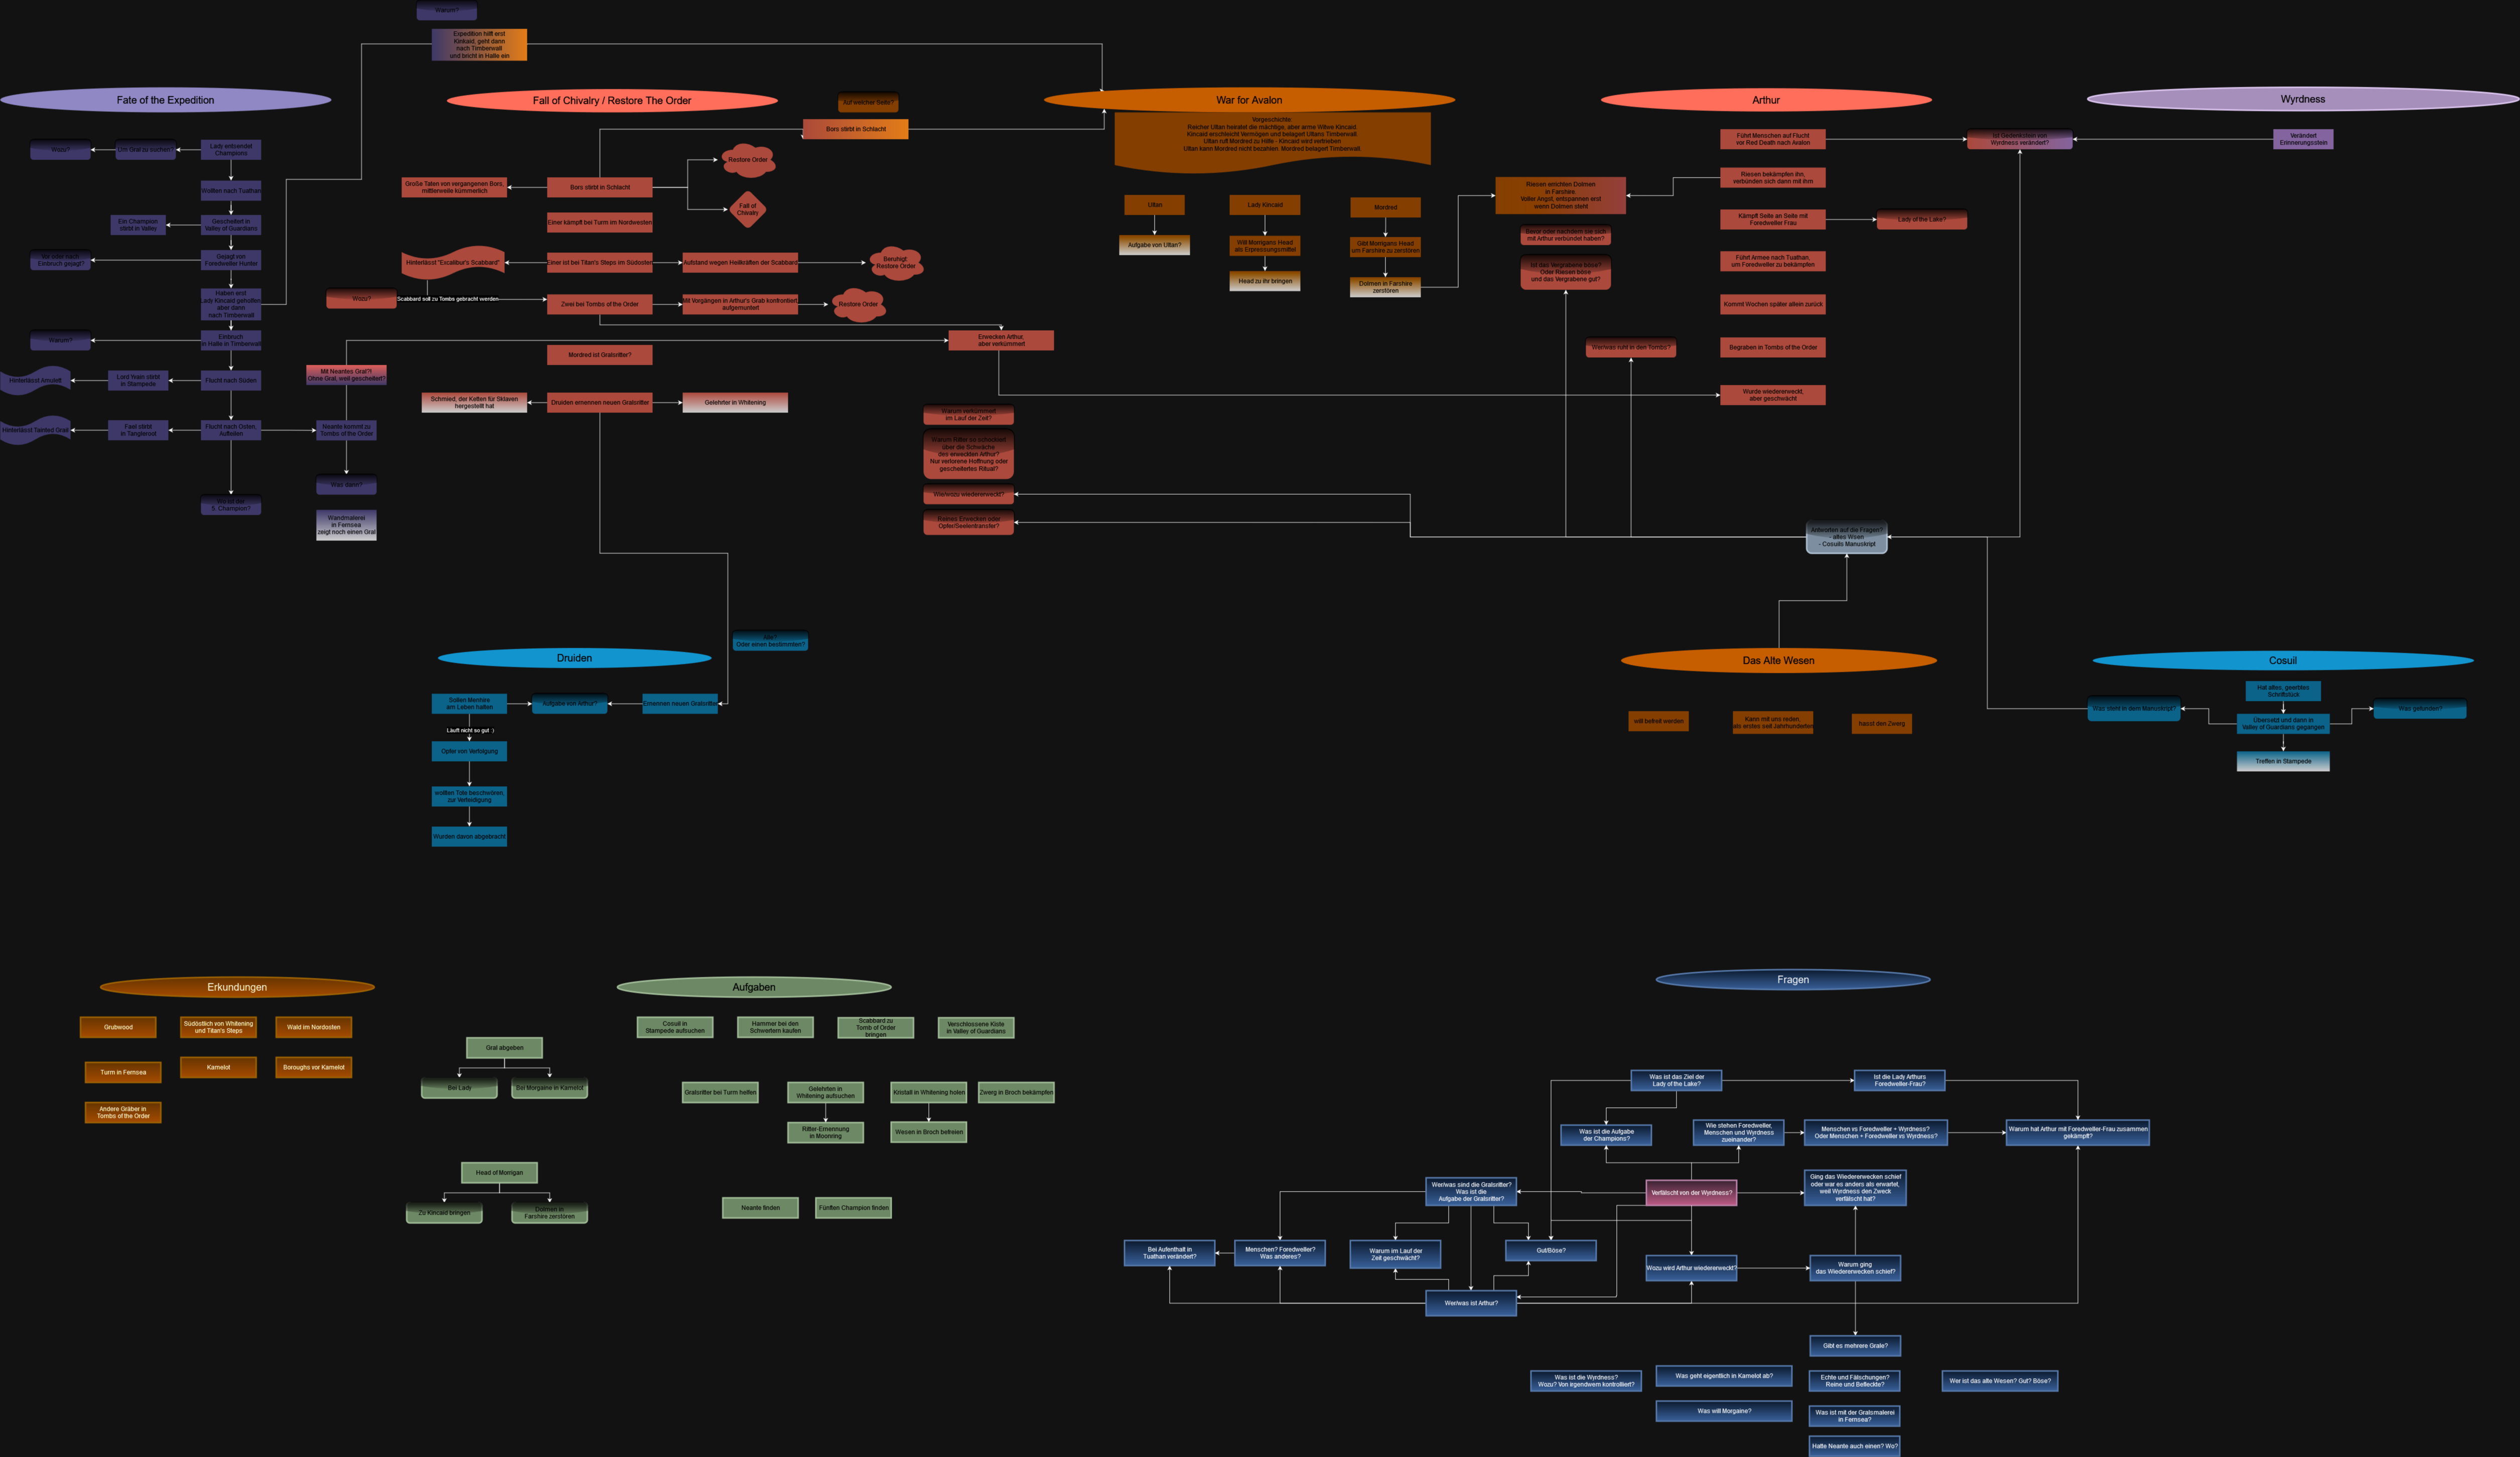 Warum?
Expedition hilft erst
Kinkaid, geht dann
nach Timberwall
und bricht in Halle ein
Fate of the Expedition
Fall of Chivalry / Restore The Order
Auf welcher Seite?
War for Avalon
Arthur
Wyrdness
Wozu?
Um Gral zu suchen?
Lady entsendet
Champions
Wollten nach Tuathan
Ein Champion
stirbt in Valley
Gescheitert in
Valley of Guardians
Vor oder nach
Einbruch gejagt?
Gejagt von
Foredweller Hunter
Haben erst
Lady Kincaid geholfen,
aber dann
nach Timberwall
Warum?
Einbruch
in Halle in Timberwall
Hinterlässt Amulett
Lord Niain stirbt
in Stampede
Flucht nach Süden
Hinterlässt Tainted Grail
Fael stirbt
in Tangleroot
Flucht nach Osten,
Aufteilen
Neante kommt zu
Tombs of the Order
Mit Neantes Gral?!
Ohne Gral, weil gescheitert?
Was dann?
5. Champion?
Wandmalerei
in Fernsea
zeigt noch einen Gral
Bors stirbt in Schlacht
Restore Order
Große Taten von vergangenen Bors,
mittlerweile kümmerlich
Bors stirbt in Schlacht
Fall of
Chivalry
Einer kämpft bei Turm im Nordwesten
Hinterlässt "Excalibur's Scabbard"
Einer ist bei Titan's Steps im Südosten
Aufstand wegen Heilkräften der Scabbard
Beruhigt
Restore Order
Wozu?
Scabbard soll zu Tombs gebracht werden
Zwei bei Tombs of the Order
Mit Vorgängen in Arthur's Grab konfrontiert,
aufgemuntert
Restore Order
Erwecken Arthur,
aber verkümmert
Mordred ist Gralsritter?
Schmied, der Ketten für Sklaven
hergestellt hat
Druiden ernennen neuen Gralsritter
Gelehrter in Whitening
Warum verkümmert
im Lauf der Zeit?
Warum Ritter so schockiert
über die Schwäche
des erweckten Arthur?
Nur verlorene Hoffnung oder
gescheitertes Ritual?
Wer/wozu wiedererweckt?
Reines Erwecken oder
Opfer/Seelentransfer?
Vorgeschichte:
Reicher Ultan heiratet die mächtige, aber arme Witwe Kincaid.
Kincaid erschleicht Vermögen und belagert Ultans Timberwall.
Ultan ruft Mordred zu Hilfe - Kincaid wird vertrieben
Ultan kann Mordred nicht bezahlen. Mordred belagert Timberwall.
Ultan
Aufgabe von Ultan?
Lady Kincaid
Will Morrigans Head
als Erpressungsmittel
Head zu ihr bringen
Mordred
Gibt Morrigans Head
um Farshire zu zerstören
Dolmen in Farshire
zerstören
Riesen errichten Dolmen
in Farshire.
Voller Angst, entspannen erst
wenn Dolmen steht
Bevor oder nachdem sie sich
mit Arthur verbündet haben?
Ist das Vergrabene böse?
Oder Riesen böse
und das Vergrabene gut?
Wer/was ruht in den Tombs?
Führt Menschen auf Flucht
vor Red Death nach Avalon
Riesen bekämpfen ihn,
verbünden sich dann mit ihm
Kämpft Seite an Seite mit
Foredweller Frau
Lady of the Lake?
Führt Armee nach Tuathan,
um Foredweller zu bekämpfen
Kommt Wochen später allein zurück
Begraben in Tombs of the Order
Wurde wiedererweckt,
aber geschwächt
Ist Gedenkstein von
Wyrdness verändert?
Verändert
Erinnerungsstein
Antworten auf die Fragen?
- altes Wsen
- Cosuils Manuskript
Druiden
Alle?
Oder einen bestimmten?
Sollen Menhire
am Leben halten
Aufgabe von Arthur?
Ernennen neuen Gralsritter
Läuft nicht so gut :)
Opfer von Verfolgung
wollten Tote beschwören,
zur Verteidigung
Wurden davon abgebracht
Das Alte Wesen
will befreit werden
Kann mit uns reden,
als erstes seit Jahrhunderten
hasst den Zwerg
Cosuil
Hat altes, geerbtes
Schriftstück
Was steht in dem Manuskript?
Übersetzt und dann in
Valley of Guardians gegangen
Was gefunden?
Treffen in Stampede
Erkundungen
Grubwood
Südöstlich von Whitening
und Titan's Steps
Wald im Nordosten
Turm in Fernsea
Kamelot
Boroughs vor Kamelot
Andere Gräber in
Tombs of the Order
Aufgaben
Cosuil in
Stampede aufsuchen
Hammer bei den
Schwertern kaufen
Scabbard zu
Tomb of Order
bringen
Verschlossene Kiste
in Valley of Guardians
Gral abgeben
Bei Lady
Bei Morgaine in Kamelot
Gralsritter bei Turm helfen
Gelehrten in
Whitening aufsuchen
Kristall in Whitening holen
Zwerg in Broch bekämpfen
Ritter-Ernennung
in Moonring
Wesen in Broch befreien
Head of Morrigan
Zu Kincaid bringen
Dolmen in
Farshire zerstören
Neante finden
Fünften Champion finden
Fragen
Was ist das Ziel der
Lady of the Lake?
Ist die Lady Arthurs
Foredweller-Frau?
Was ist die Aufgabe
der Champions?
Wie stehen Foredweller,
Menschen und Wyrdness
zueinander?
Menschen vs Foredweller + Wyrdness?
Oder Menschen + Foredweller vs Wyrdness?
Warum hat Arthur mit Foredweller-Frau zusammen
gekämpft?
Wer/was sind die Gralsritter?
Was ist die
Aufgabe der Gralsritter?
Verfälscht von der Wyrdness?
Ging das Wiedererwecken schief
oder war es anders als erwartet,
weil Wyrdness den Zweck
verfälscht hat?
Bei Aufenthalt in
Tuathan verändert?
Menschen? Foredweller?
Was anderes?
Warum im Lauf der
Zeit geschwächt?
Gut/Böse?
Wozu wird Arthur wiedererweckt?
Warum ging
das Wiedererwecken schief?
Wer/was ist Arthur?
Gibt es mehrere Grale?
Was ist die Wyrdness?
Wozu? Von irgendwem kontrolliert?
Was geht eigentlich in Kamelot ab?
Echte und Fälschungen?
Reine und Befleckte?
Wer ist das alte Wesen? Gut? Böse?
Was will Morgaine?
Was ist mit der Gralsmalerei
in Fernsea?
Hatte Neante auch einen? Wo?